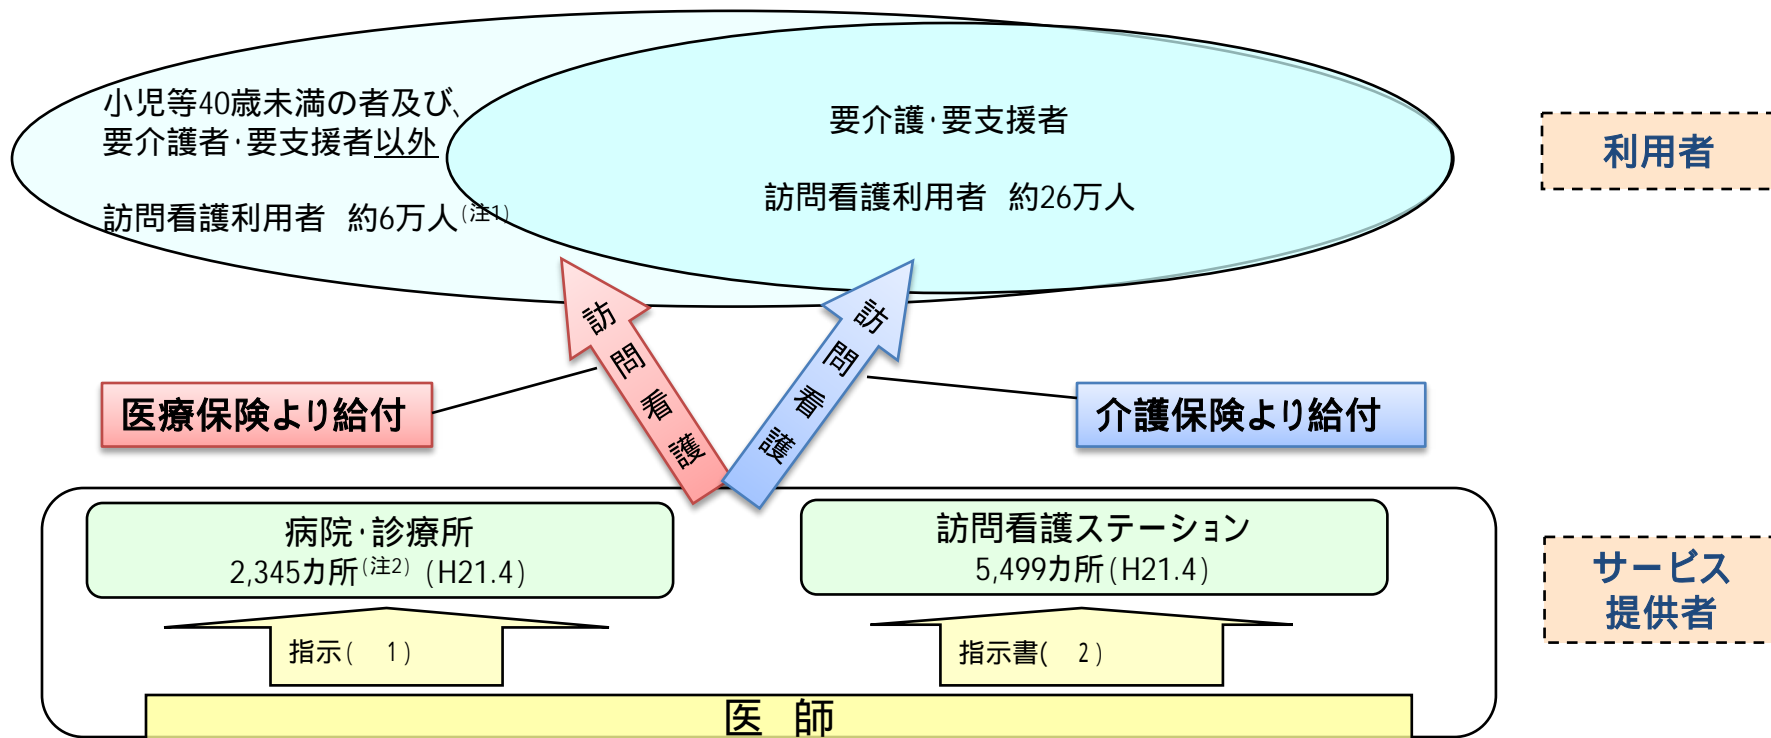 小児等40歳未満の者及び、
要介護者・要支援者以外
訪問看護利用者 約6万人(注1)
要介護・要支援者
訪問看護利用者 約26万人
利用者
訪問看護
訪問看護
医療保険より給付
介護保険より給付
病院・診療所
2,345カ所(注2) (H21.4)
訪問看護ステーション
5,499カ所(H21.4)
サービス
提供者
指示( 1)
指示書( 2)
医 師